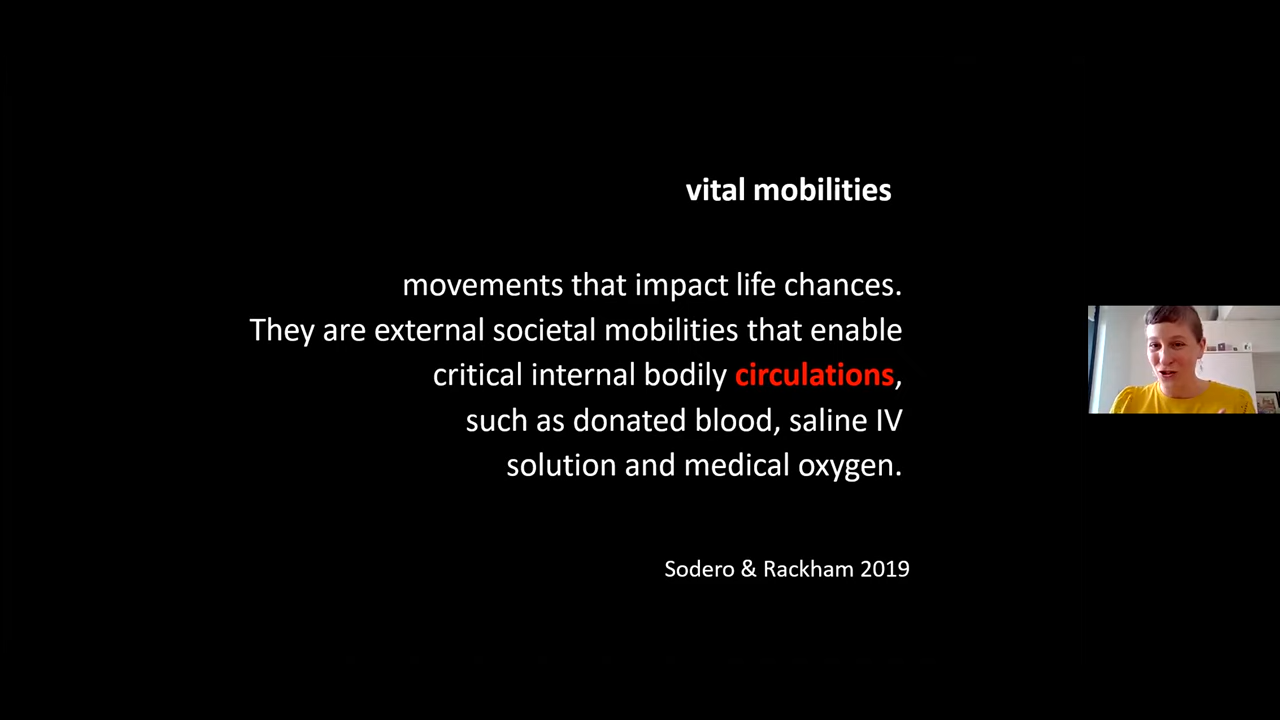 vital mobilities
movements that impact life chances.
They are external societal mobilities that enable
critical internal bodily circulations,
such as donated blood, saline IV
solution and medical oxygen.
Sodero & Rackham 2019